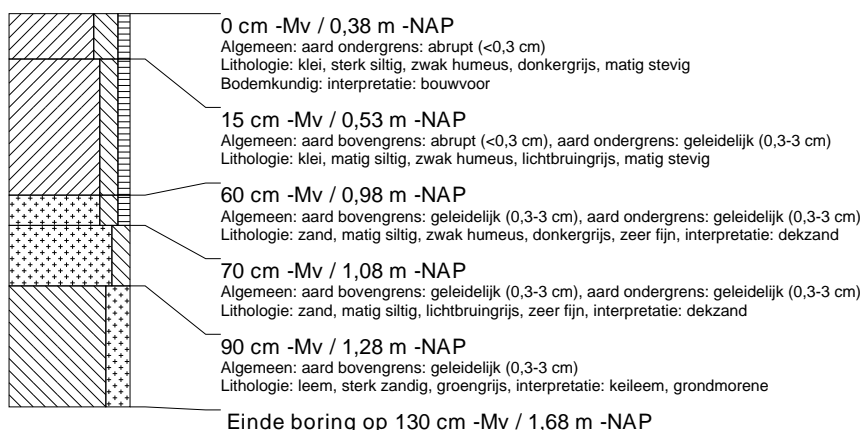 0 cm -Mv / 0,38 m -NAP
Algemeen: aard ondergrens: abrupt (<0,3 cm)
Lithologie: klei, sterk siltig, zwak humeus, donkergrijs, matig stevig
Bodemkundig: interpretatie: bouwvoor
15 cm -Mv / 0,53 m -NAP
Algemeen: aard bovengrens: abrupt (<0,3 cm), aard ondergrens: geleidelijk (0,3-3 cm)
Lithologie: klei, matig siltig, zwak humeus, lichtbruingrijs, matig stevig
60 cm -Mv / 0,98 m -NAP
Algemeen: aard bovengrens: geleidelijk (0,3-3 cm), aard ondergrens: geleidelijk (0,3-3 cm)
Lithologie: zand, matig siltig, zwak humeus, donkergrijs, zeer fijn, interpretatie: dekzand
70 cm -Mv / 1,08 m -NAP
Algemeen: aard bovengrens: geleidelijk (0,3-3 cm), aard ondergrens: geleidelijk (0,3-3 cm)
Lithologie: zand, matig siltig, lichtbruingrijs, zeer fijn, interpretatie: dekzand
90 cm -Mv / 1,28 m -NAP
Algemeen: aard bovengrens: geleidelijk (0,3-3 cm)
Lithologie: leem, sterk zandig, groengrijs, interpretatie: keileem, grondmorene
Einde boring op 130 cm -Mv / 1,68 m -NAP